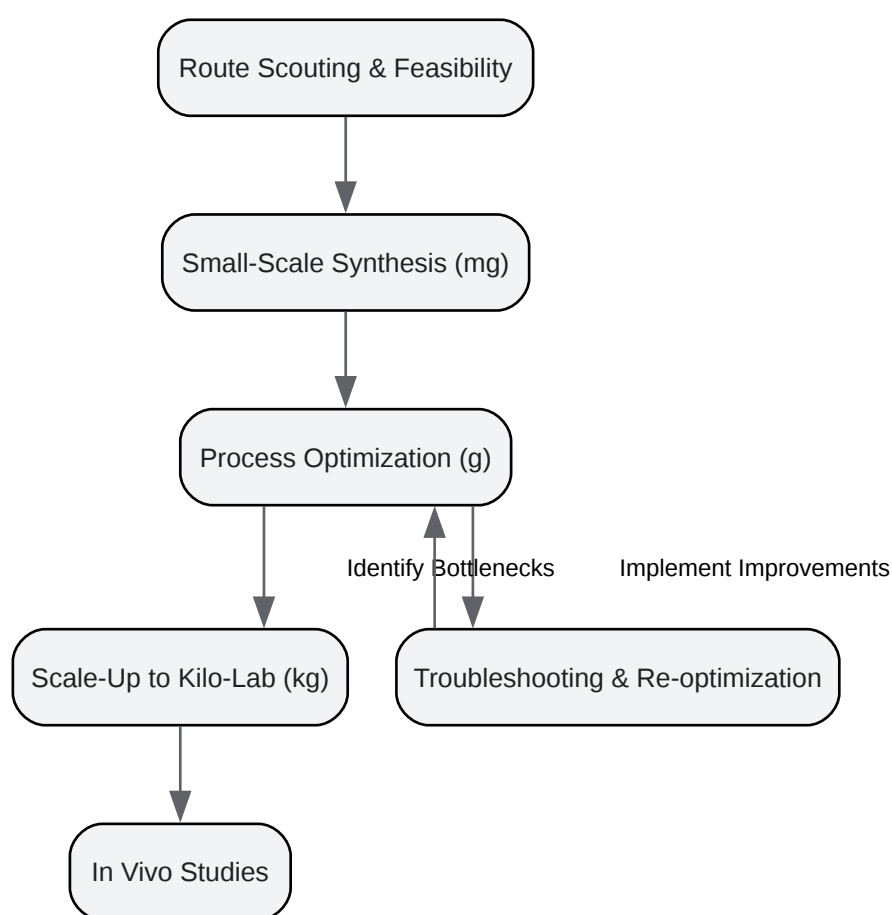 Route Scouting & Feasibility
Small-Scale Synthesis (mg)
Process Optimization (g)
Identify Bottlenecks
Implement Improvements
Scale-Up to Kilo-Lab (kg)
Troubleshooting & Re-optimization
In Vivo Studies